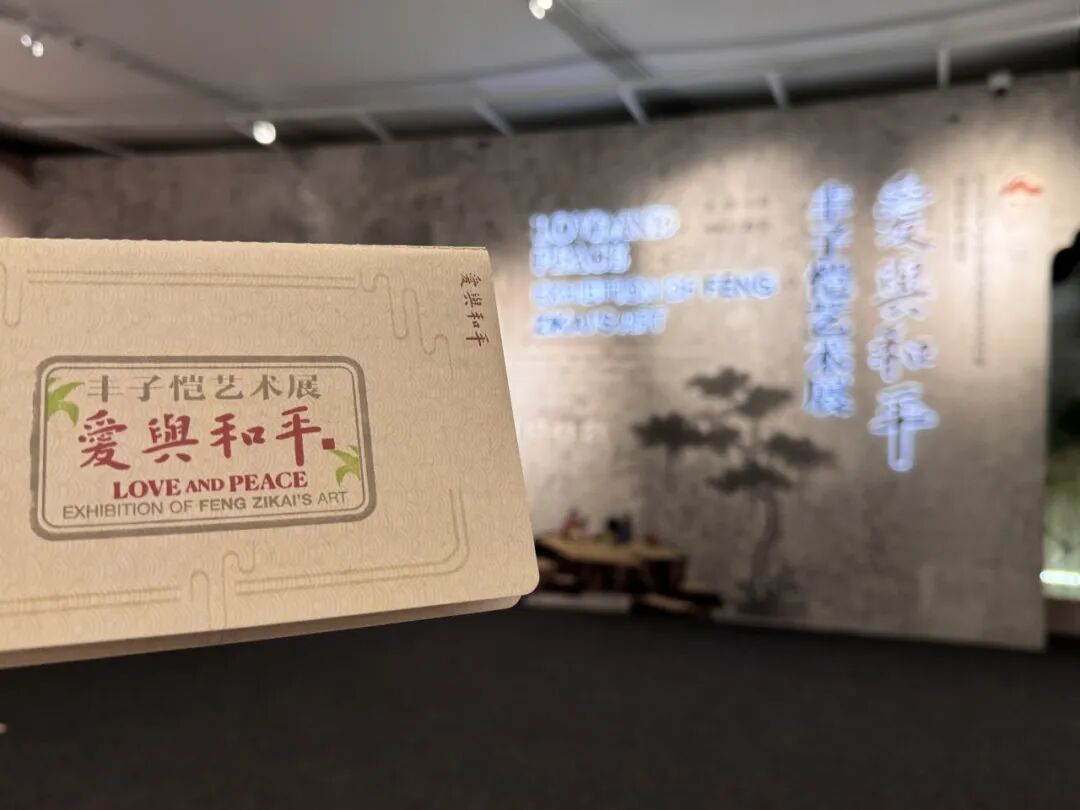 愛與和平
丰子恺艺术展
愛與和平
LOVE AND PEACE
EXHIBITION OF FENG ZIKAI'S ART
LOVE AND
PEACE
EXHIBITION OF FENG
ZIKAI'S ART
丰子恺艺术展
愛與和平